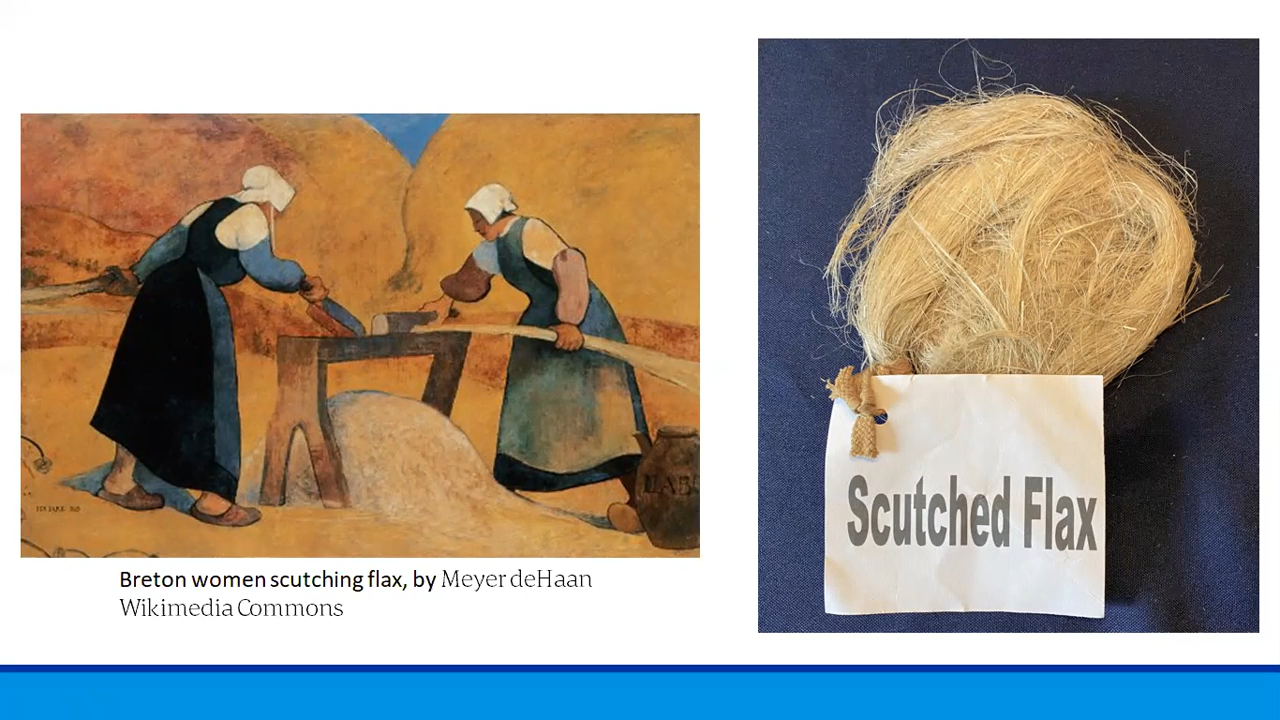 Breton women scutching flax, by Meyer deHaan
Wikimedia Commons
Scutched Flax